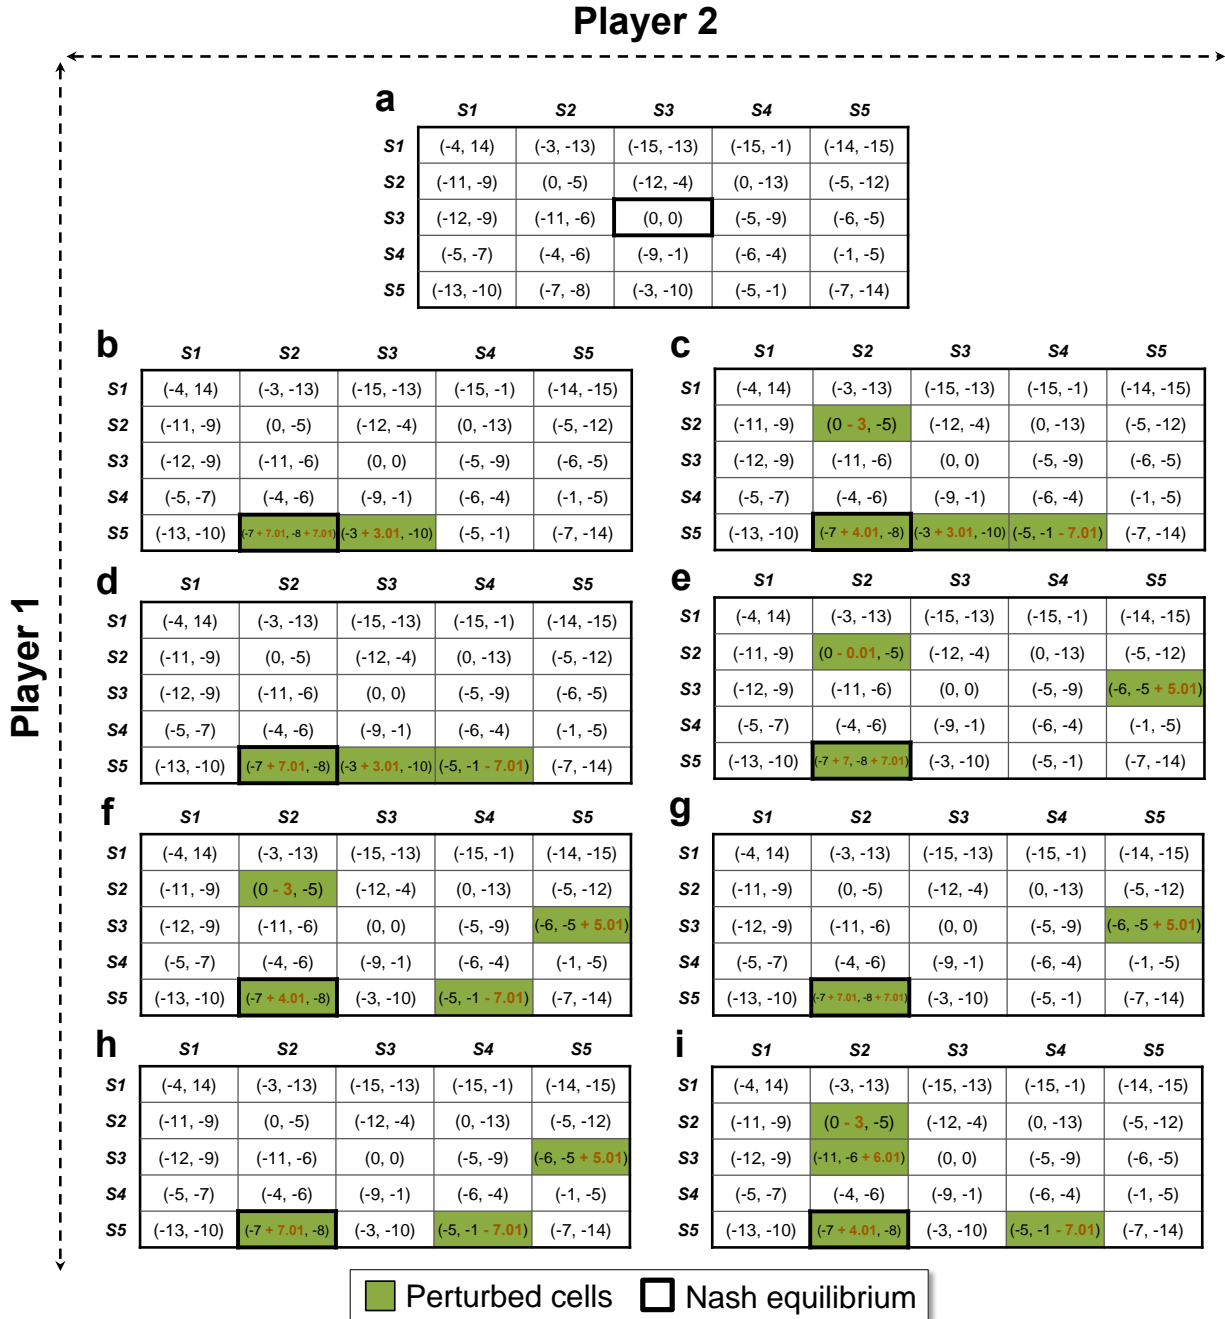 Player 2
Player 1
a
S1 S2 S3 S4 S5
S1 (-4, 14) (-3, -13) (-15, -13) (-15, -1) (-14, -15)
S2 (-11, -9) (0, -5) (-12, -4) (0, -13) (-5, -12)
S3 (-12, -9) (-11, -6) (0, 0) (-5, -9) (-6, -5)
S4 (-5, -7) (-4, -6) (-9, -1) (-6, -4) (-1, -5)
S5 (-13, -10) (-7, -8) (-3, -10) (-5, -1) (-7, -14)
b
S1 S2 S3 S4 S5
S1 (-4, 14) (-3, -13) (-15, -13) (-15, -1) (-14, -15)
S2 (-11, -9) (0, -5) (-12, -4) (0, -13) (-5, -12)
S3 (-12, -9) (-11, -6) (0, 0) (-5, -9) (-6, -5)
S4 (-5, -7) (-4, -6) (-9, -1) (-6, -4) (-1, -5)
S5 (-13, -10) (-7 + 7.01, -8 + 7.01) (-3 + 3.01, -10) (-5, -1) (-7, -14)
c
S1 S2 S3 S4 S5
S1 (-4, 14) (-3, -13) (-15, -13) (-15, -1) (-14, -15)
S2 (-11, -9) (0 - 3, -5) (-12, -4) (0, -13) (-5, -12)
S3 (-12, -9) (-11, -6) (0, 0) (-5, -9) (-6, -5)
S4 (-5, -7) (-4, -6) (-9, -1) (-6, -4) (-1, -5)
S5 (-13, -10) (-7 + 4.01, -8) (-3 + 3.01, -10) (-5, -1 - 7.01) (-7, -14)
d
S1 S2 S3 S4 S5
S1 (-4, 14) (-3, -13) (-15, -13) (-15, -1) (-14, -15)
S2 (-11, -9) (0, -5) (-12, -4) (0, -13) (-5, -12)
S3 (-12, -9) (-11, -6) (0, 0) (-5, -9) (-6, -5)
S4 (-5, -7) (-4, -6) (-9, -1) (-6, -4) (-1, -5)
S5 (-13, -10) (-7 + 7.01, -8) (-3 + 3.01, -10) (-5, -1 - 7.01) (-7, -14)
e
S1 S2 S3 S4 S5
S1 (-4, 14) (-3, -13) (-15, -13) (-15, -1) (-14, -15)
S2 (-11, -9) (0 - 0.01, -5) (-12, -4) (0, -13) (-5, -12)
S3 (-12, -9) (-11, -6) (0, 0) (-5, -9) (-6, -5 + 5.01)
S4 (-5, -7) (-4, -6) (-9, -1) (-6, -4) (-1, -5)
S5 (-13, -10) (-7 + 7, -8 + 7.01) (-3, -10) (-5, -1) (-7, -14)
f
S1 S2 S3 S4 S5
S1 (-4, 14) (-3, -13) (-15, -13) (-15, -1) (-14, -15)
S2 (-11, -9) (0 - 3, -5) (-12, -4) (0, -13) (-5, -12)
S3 (-12, -9) (-11, -6) (0, 0) (-5, -9) (-6, -5 + 5.01)
S4 (-5, -7) (-4, -6) (-9, -1) (-6, -4) (-1, -5)
S5 (-13, -10) (-7 + 4.01, -8) (-3, -10) (-5, -1 - 7.01) (-7, -14)
g
S1 S2 S3 S4 S5
S1 (-4, 14) (-3, -13) (-15, -13) (-15, -1) (-14, -15)
S2 (-11, -9) (0, -5) (-12, -4) (0, -13) (-5, -12)
S3 (-12, -9) (-11, -6) (0, 0) (-5, -9) (-6, -5 + 5.01)
S4 (-5, -7) (-4, -6) (-9, -1) (-6, -4) (-1, -5)
S5 (-13, -10) (-7 + 7.01, -8 + 7.01) (-3, -10) (-5, -1) (-7, -14)
h
S1 S2 S3 S4 S5
S1 (-4, 14) (-3, -13) (-15, -13) (-15, -1) (-14, -15)
S2 (-11, -9) (0, -5) (-12, -4) (0, -13) (-5, -12)
S3 (-12, -9) (-11, -6) (0, 0) (-5, -9) (-6, -5 + 5.01)
S4 (-5, -7) (-4, -6) (-9, -1) (-6, -4) (-1, -5)
S5 (-13, -10) (-7 + 7.01, -8) (-3, -10) (-5, -1 - 7.01) (-7, -14)
i
S1 S2 S3 S4 S5
S1 (-4, 14) (-3, -13) (-15, -13) (-15, -1) (-14, -15)
S2 (-11, -9) (0 - 3, -5) (-12, -4) (0, -13) (-5, -12)
S3 (-12, -9) (-11, -6 + 6.01) (0, 0) (-5, -9) (-6, -5)
S4 (-5, -7) (-4, -6) (-9, -1) (-6, -4) (-1, -5)
S5 (-13, -10) (-7 + 4.01, -8) (-3, -10) (-5, -1 - 7.01) (-7, -14)
Perturbed cells Nash equilibrium